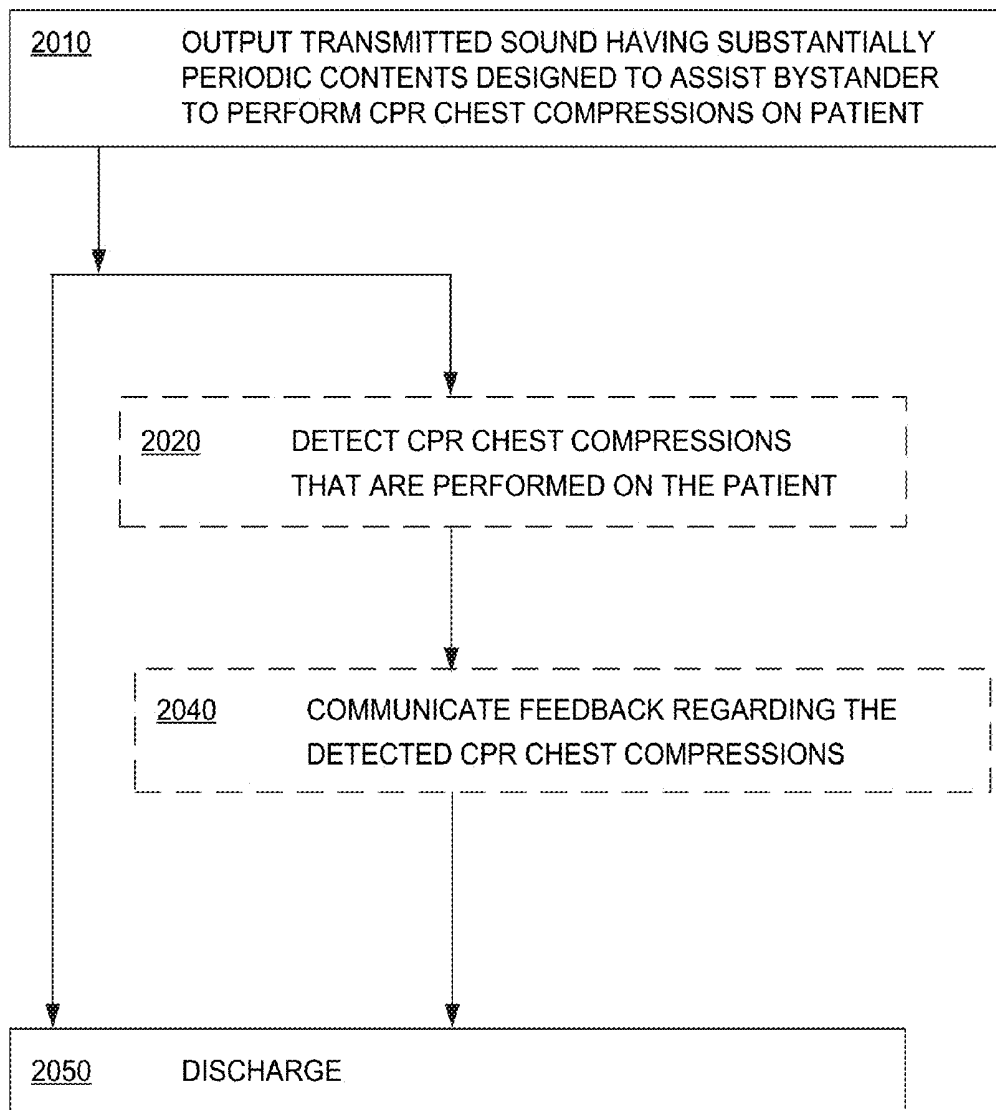 2010 OUTPUT TRANSMITTED SOUND HAVING SUBSTANTIALLY
PERIODIC CONTENTS DESIGNED TO ASSIST BYSTANDER
TO PERFORM CPR CHEST COMPRESSIONS ON PATIENT
2020 DETECT CPR CHEST COMPRESSIONS
THAT ARE PERFORMED ON THE PATIENT
2040 COMMUNICATE FEEDBACK REGARDING THE
DETECTED CPR CHEST COMPRESSIONS
2050 DISCHARGE